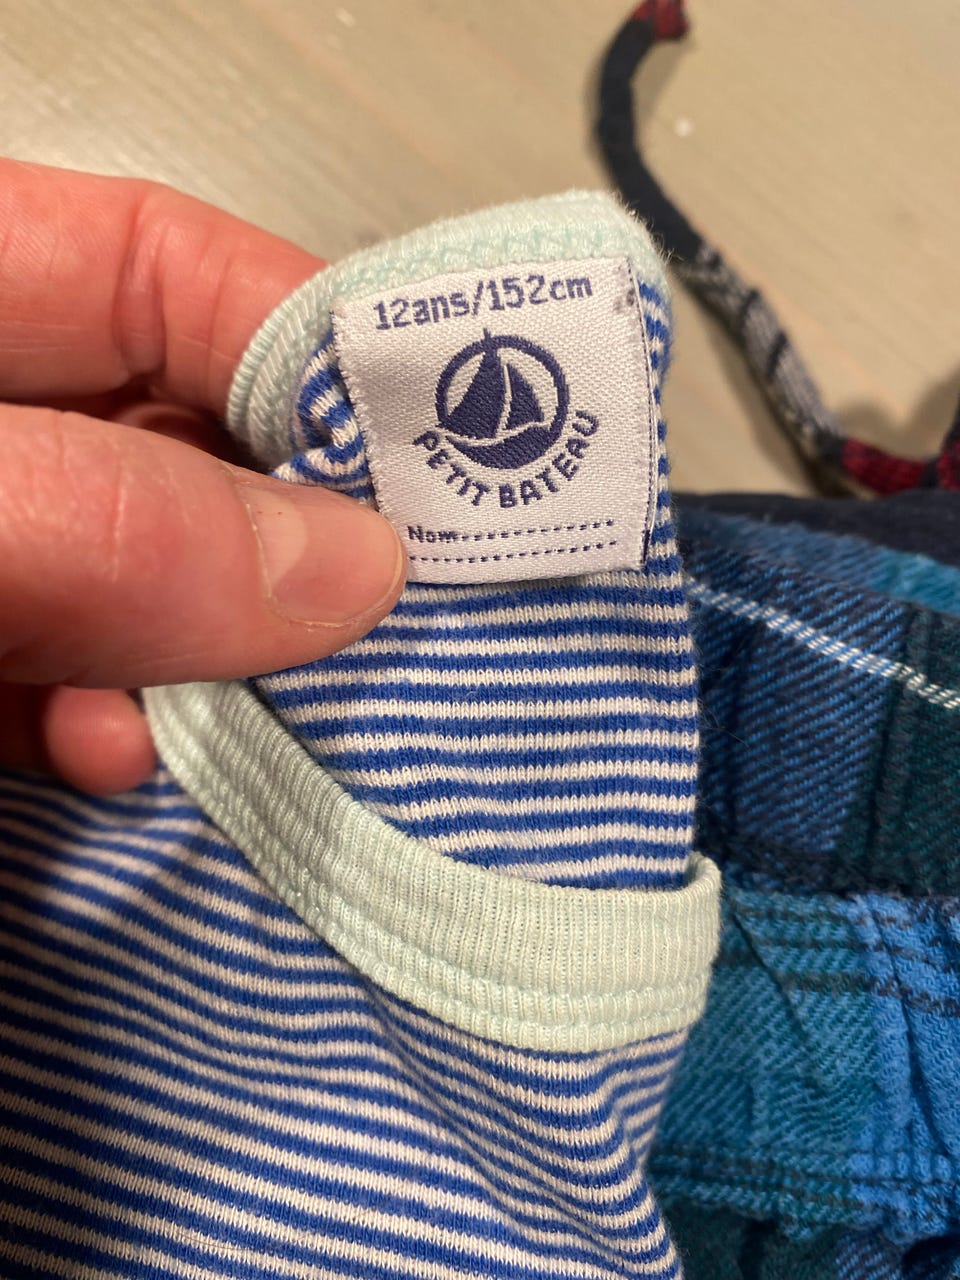 12ans/152cm
PETIT BATEAU
Nom